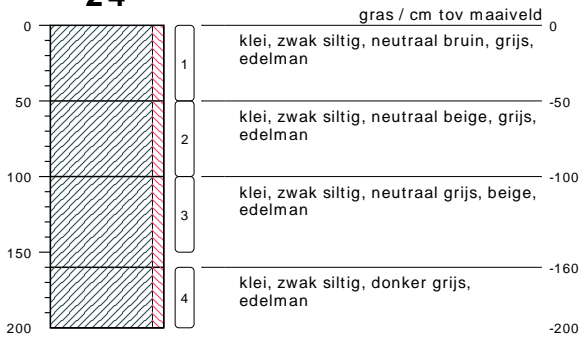 24
gras / cm tov maaiveld
0
0
klei, zwak siltig, neutraal bruin, grijs,
edelman
1
50
-50
klei, zwak siltig, neutraal beige, grijs,
edelman
2
100
-100
klei, zwak siltig, neutraal grijs, beige,
edelman
3
150
-160
klei, zwak siltig, donker grijs,
edelman
4
200
-200